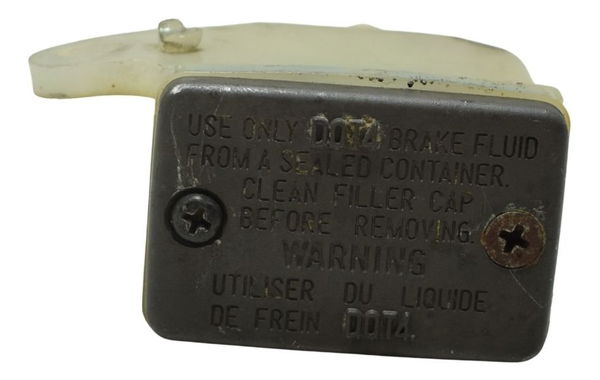 USE ONLY DOT4 BRAKE FLUID
FROM A SEALED CONTAINER.
CLEAN FILLER CAP
BEFORE REMOVING.
WARNING
UTILISER DU LIQUIDE
DE FREIN DOT4.